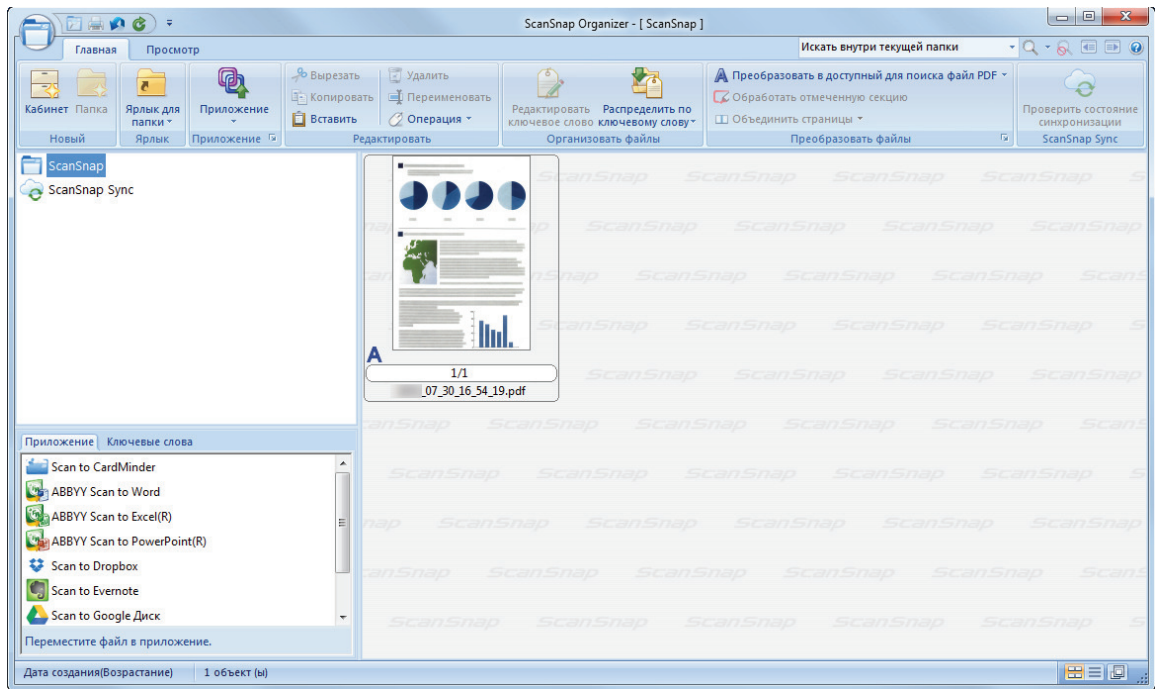 ScanSnap Organizer - [ ScanSnap ]
Главная Просмотр
Искать внутри текущей папки
Кабинет Папка
Ярлык для папки
Приложение
Вырезать
Копировать
Вставить
Удалить
Переименовать
Операция
Редактировать ключевое слово
Распределить по ключевому слову
Преобразовать в доступный для поиска файл PDF
Обработать отмеченную секцию
Объединить страницы
Проверить состояние синхронизации
Новый Ярлык Приложение Редактировать Организовать файлы Преобразовать файлы ScanSnap Sync
ScanSnap
ScanSnap Sync
A
1/1
_07_30_16_54_19.pdf
Приложение Ключевые слова
Scan to CardMinder
ABBYY Scan to Word
ABBYY Scan to Excel(R)
ABBYY Scan to PowerPoint(R)
Scan to Dropbox
Scan to Evernote
Scan to Google Диск
Переместите файл в приложение.
Дата создания(Возрастание) 1 объект (ы)